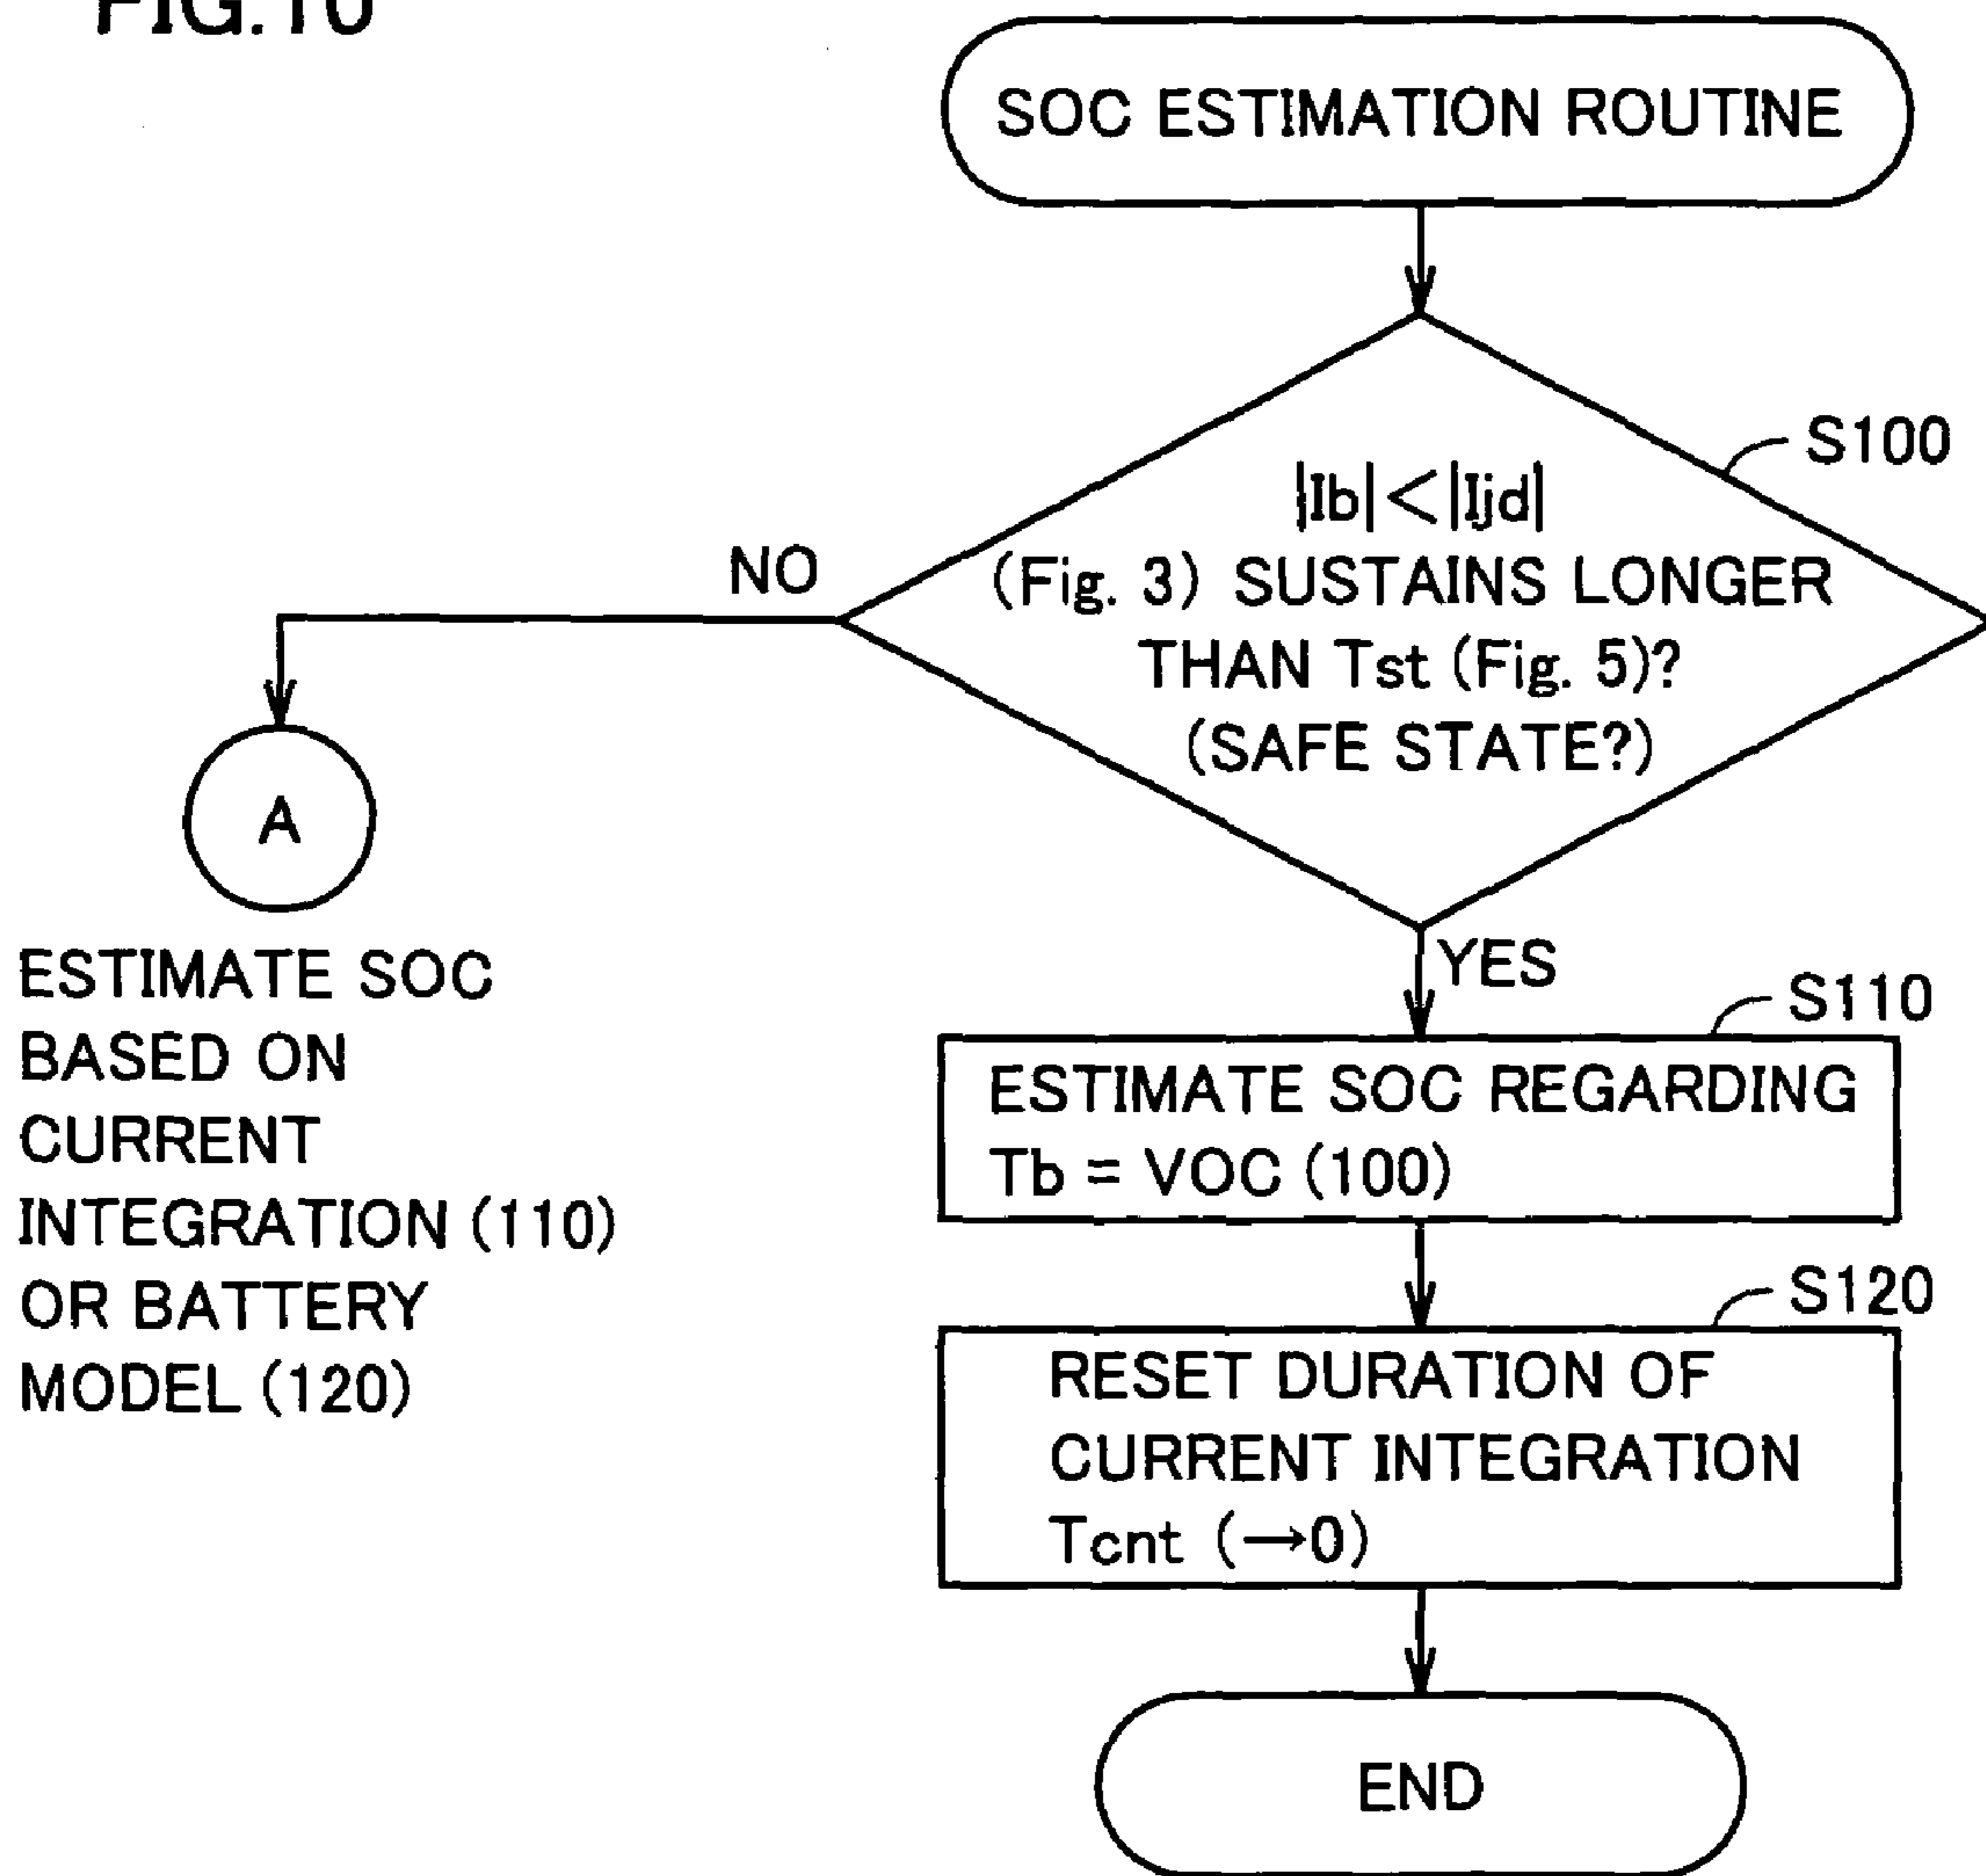 FIG.10
SOC ESTIMATION ROUTINE
S100
|Ib|<|Ijd|
(Fig. 3) SUSTAINS LONGER
THAN Tst (Fig. 5)?
(SAFE STATE?)
NO
A
ESTIMATE SOC
BASED ON
CURRENT
INTEGRATION (110)
OR BATTERY
MODEL (120)
YES
S110
ESTIMATE SOC REGARDING
Tb = VOC (100)
S120
RESET DURATION OF
CURRENT INTEGRATION
Tcnt (→0)
END